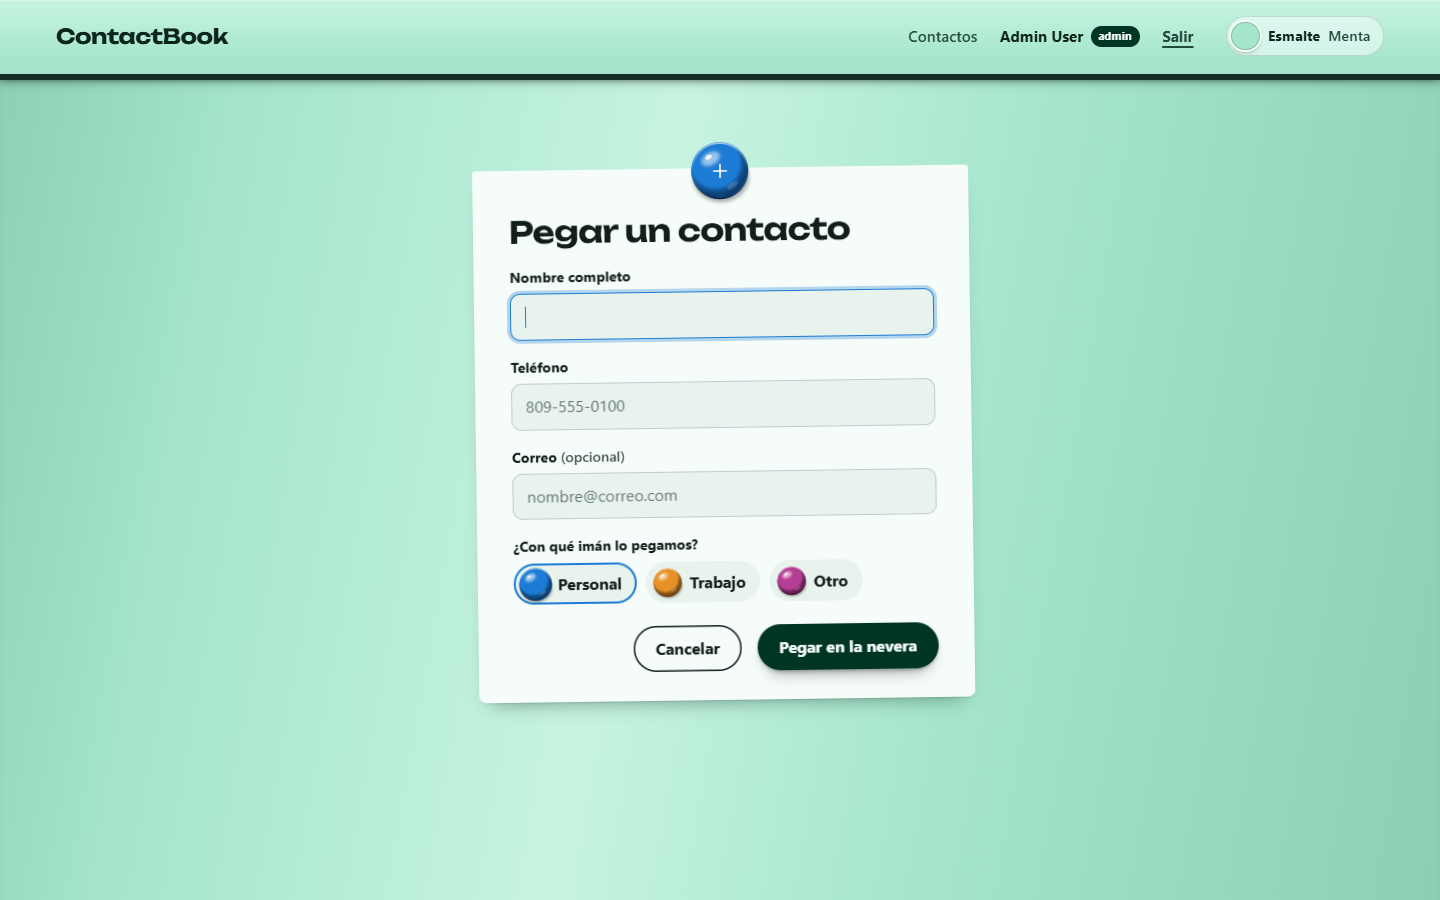 ContactBook
Contactos Admin User admin Salir Esmalte Menta
Pegar un contacto
Nombre completo
Teléfono
809-555-0100
Correo (opcional)
nombre@correo.com
¿Con qué imán lo pegamos?
Personal Trabajo Otro
Cancelar Pegar en la nevera